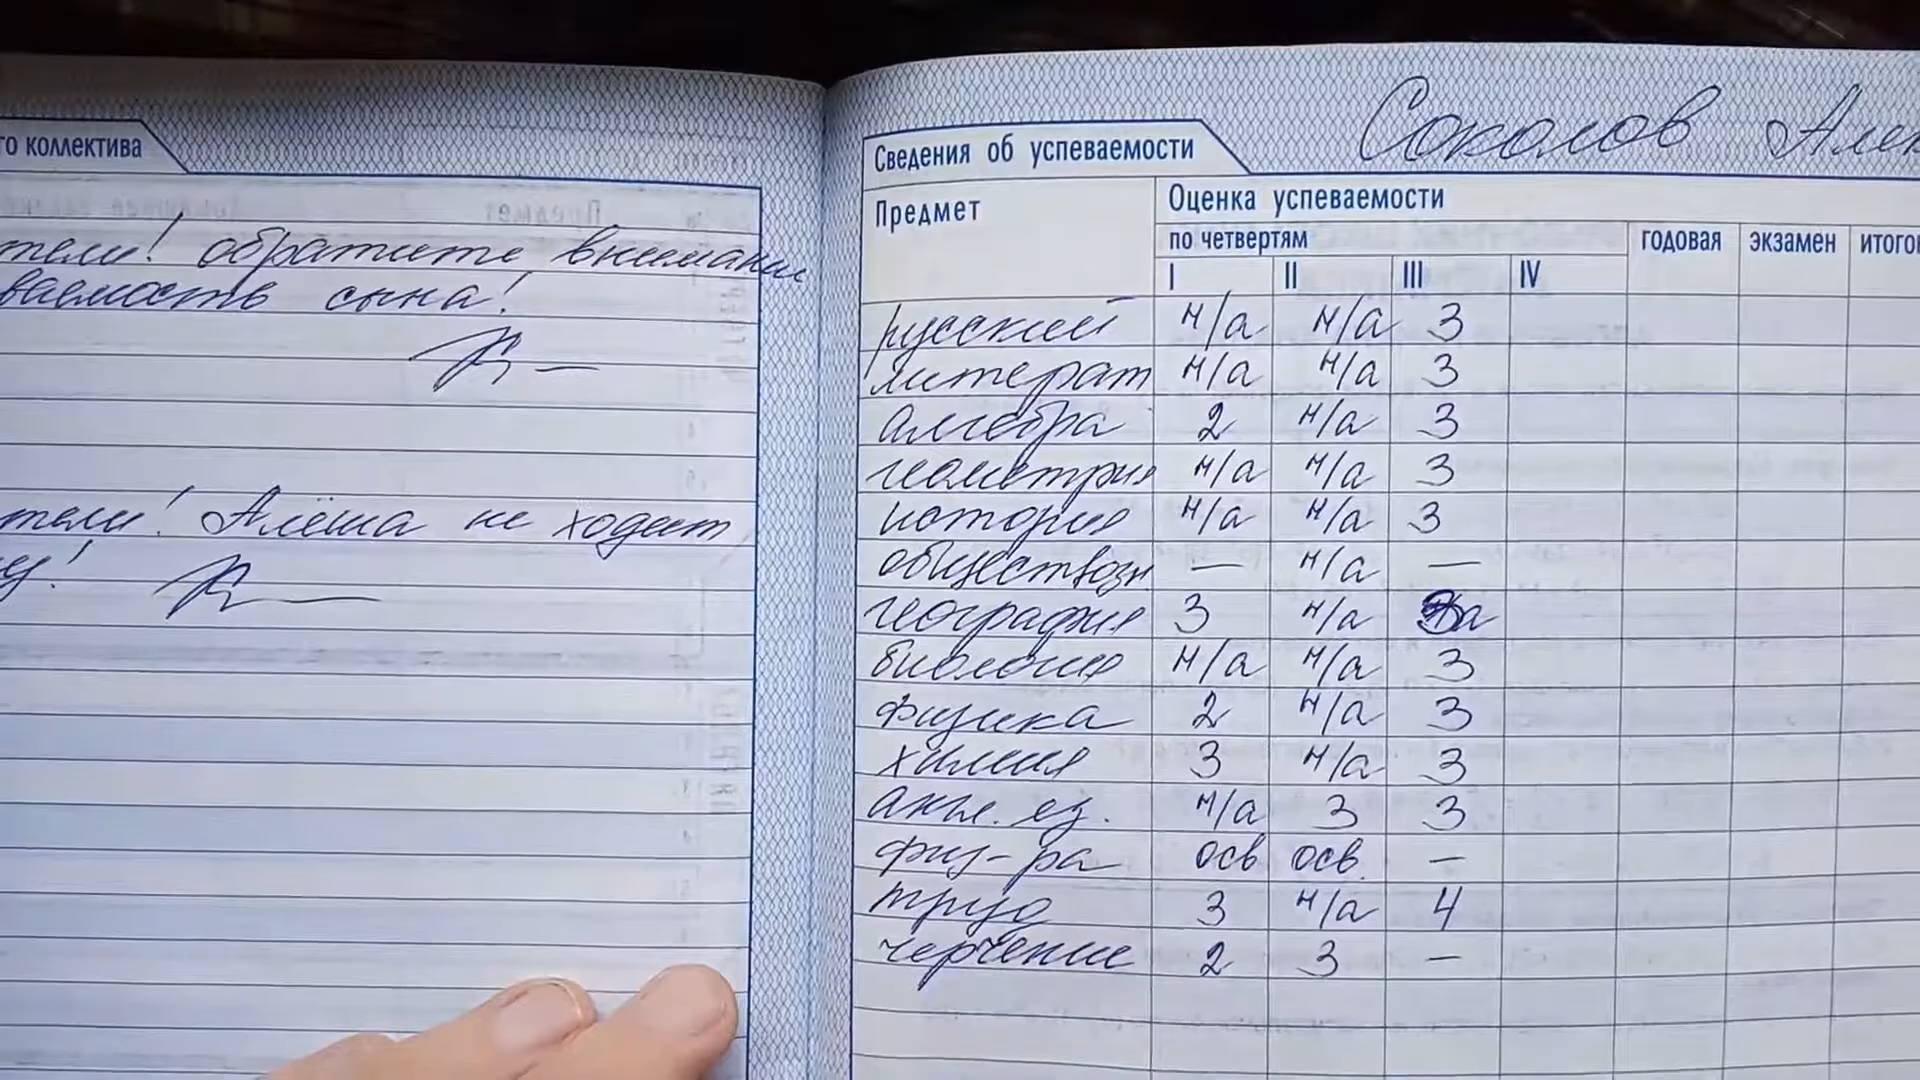 го коллектива
тели! обратите внимание
ваемость сына!
тели! Алёша не ходит
у!
Соколов Алек
Сведения об успеваемости
Предмет
Оценка успеваемости
по четвертям годовая экзамен итогов
I II III IV
русский н/а н/а 3
литерат н/а н/а 3
алгебра 2 н/а 3
геометрия н/а н/а 3
история н/а н/а 3
обществозн — н/а —
география 3 н/а
биология н/а н/а 3
физика 2 н/а 3
химия 3 н/а 3
англ. яз. н/а 3 3
физ-ра осв осв. —
труд 3 н/а 4
черчение 2 3 —